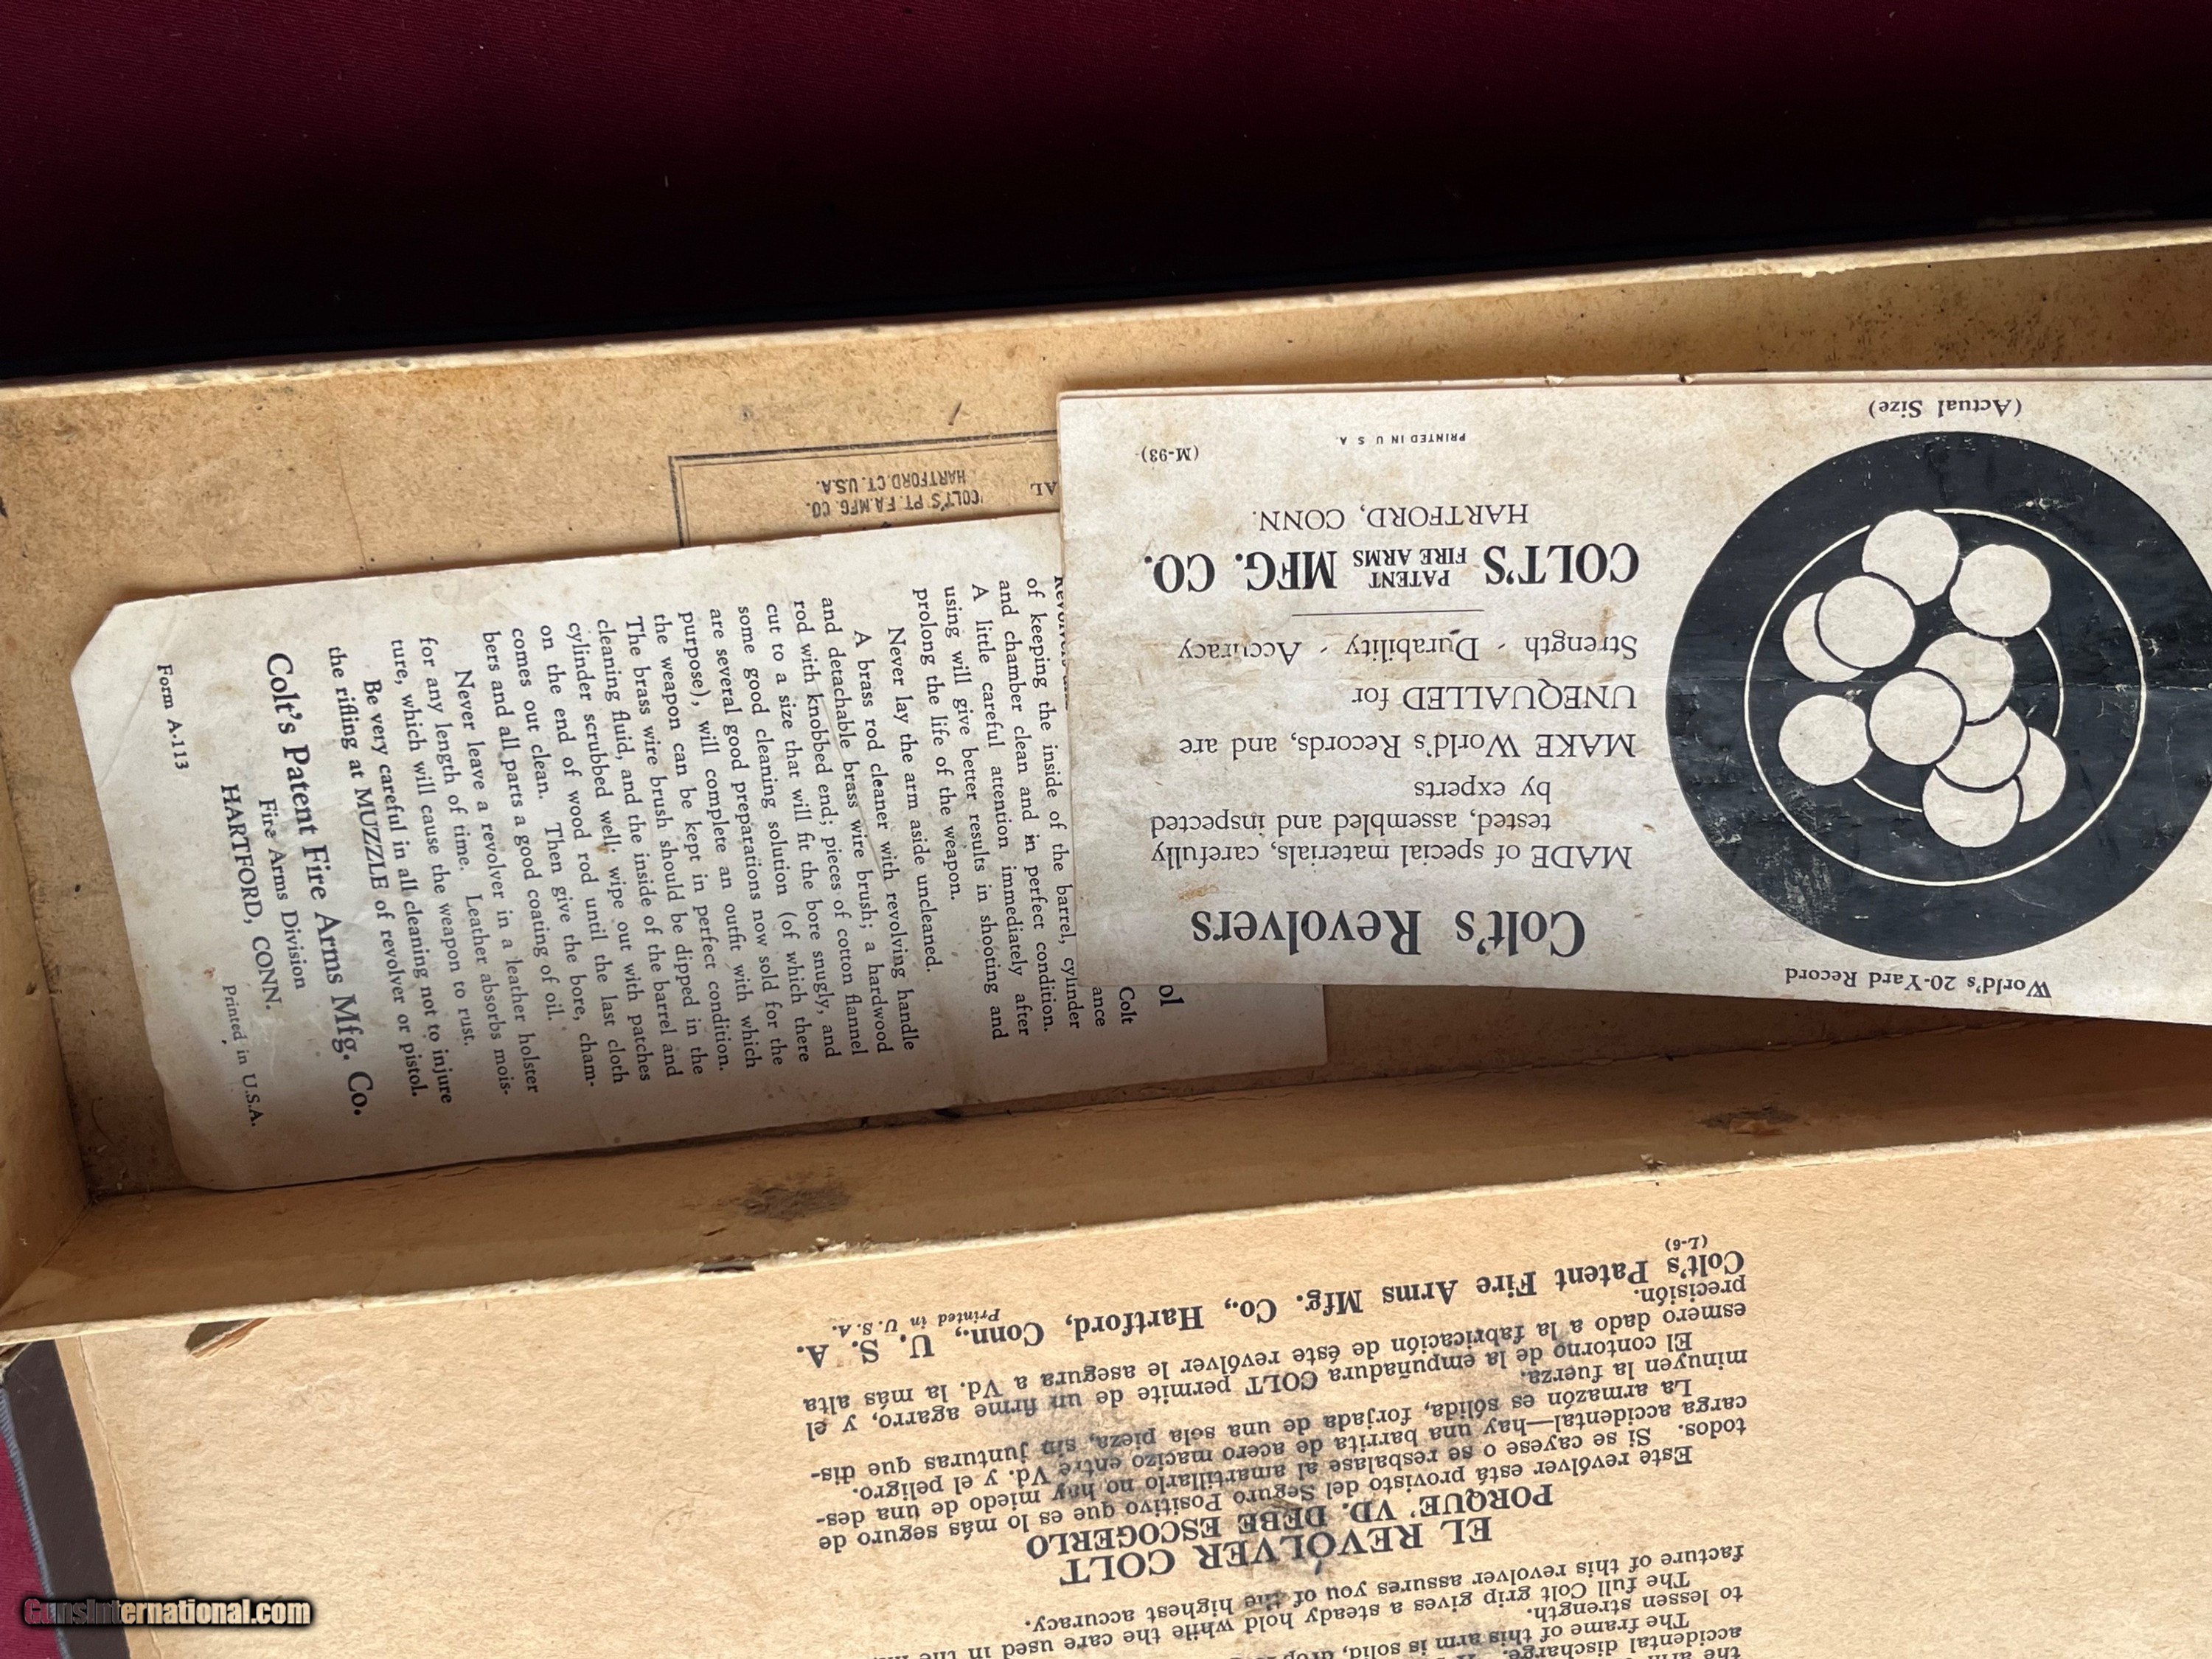 World's 20-Yard Record
(Actual Size)
Colt's Revolvers
MADE of special materials, carefully
tested, assembled and inspected
by experts
MAKE World's Records, and are
UNEQUALLED for
Strength - Durability - Accuracy
COLT'S PATENT FIRE ARMS MFG. CO.
HARTFORD, CONN.
(M-93)
PRINTED IN U S A.
COLT'S PT. F.A. MFG. CO.
HARTFORD, CT. U.S.A.
AL
ol
Colt
ance
of keeping the inside of the barrel, cylinder
and chamber clean and in perfect condition.
A little careful attention immediately after
using will give better results in shooting and
prolong the life of the weapon.
Never lay the arm aside uncleaned.
A brass rod cleaner with revolving handle
and detachable brass wire brush; a hardwood
rod with knobbed end; pieces of cotton flannel
cut to a size that will fit the bore snugly, and
some good cleaning solution (of which there
are several good preparations now sold for the
purpose), will complete an outfit with which
the weapon can be kept in perfect condition.
The brass wire brush should be dipped in the
cleaning fluid, and the inside of the barrel and
cylinder scrubbed well. wipe out with patches
on the end of wood rod until the last cloth
comes out clean. Then give the bore, cham-
bers and all parts a good coating of oil.
Never leave a revolver in a leather holster
for any length of time. Leather absorbs mois-
ture, which will cause the weapon to rust.
Be very careful in all cleaning not to injure
the rifling at MUZZLE of revolver or pistol.
Colt's Patent Fire Arms Mfg. Co.
Fire Arms Division
HARTFORD, CONN.
Form A-113
Printed in U.S.A.
accidental discharge.
The frame of this arm is solid,
to lessen strength.
The full Colt grip gives a steady hold while the care used in the
facture of this revolver assures you of the highest accuracy.
EL REVÓLVER COLT
PORQUE' VD. DEBE ESCOGERLO
Este revólver está provisto del Seguro Positivo que es lo más seguro de
todos. Si se cayese o se resbalase al amartillarlo no hay miedo de una des-
carga accidental—hay una barrita de acero macizo entre Vd. y el peligro.
La armazón es sólida, forjada de una sola pieza, sin junturas que dis-
minuyen la fuerza.
El contorno de la empuñadura COLT permite de un firme agarro, y el
esmero dado a la fabricación de éste revólver le asegura a Vd. la más alta
precisión.
Colt's Patent Fire Arms Mfg. Co., Hartford, Conn., U. S. A.
(L-6)
Printed in U.S.A.
GunsInternational.com